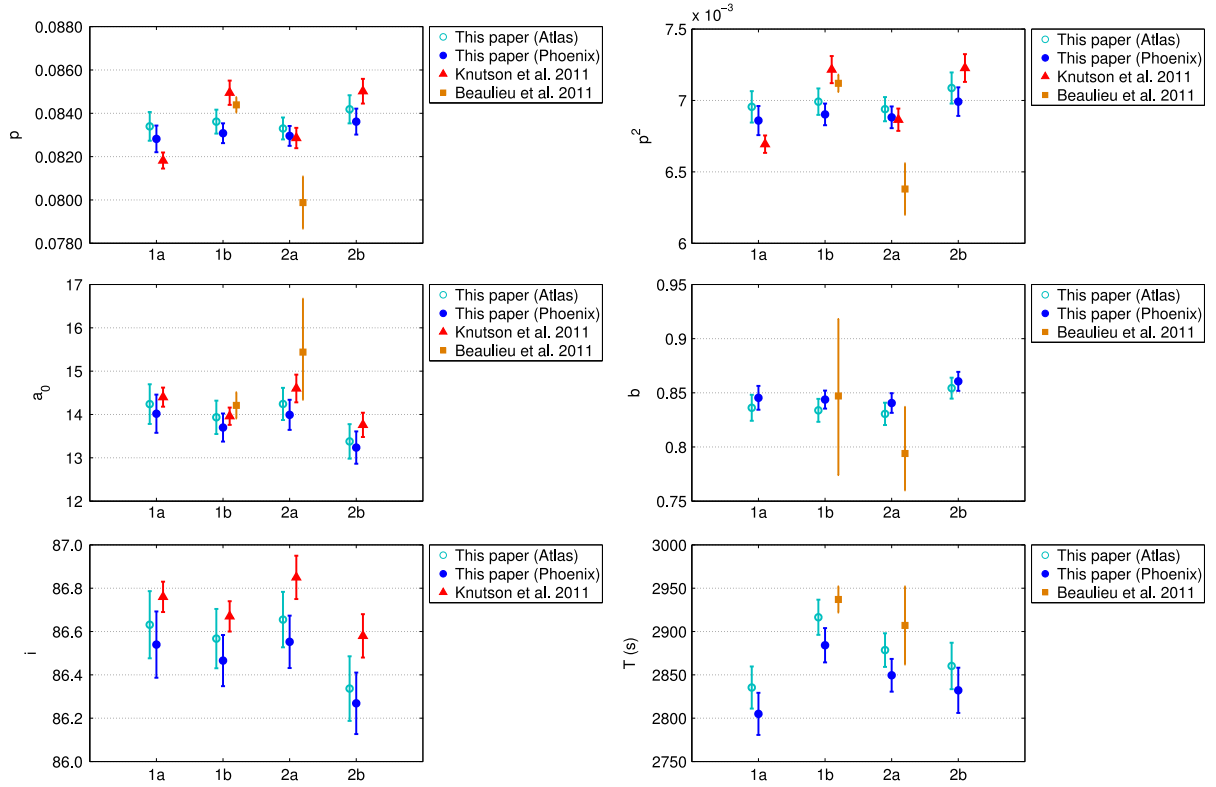 0.0880
0.0860
0.0840
0.0820
0.0800
0.0780
p
1a 1b 2a 2b
This paper (Atlas)
This paper (Phoenix)
Knutson et al. 2011
Beaulieu et al. 2011
x 10⁻³
7.5
7
6.5
6
p²
1a 1b 2a 2b
This paper (Atlas)
This paper (Phoenix)
Knutson et al. 2011
Beaulieu et al. 2011
17
16
15
14
13
12
a₀
1a 1b 2a 2b
This paper (Atlas)
This paper (Phoenix)
Knutson et al. 2011
Beaulieu et al. 2011
0.95
0.90
0.85
0.8
0.75
b
1a 1b 2a 2b
This paper (Atlas)
This paper (Phoenix)
Beaulieu et al. 2011
87.0
86.8
86.6
86.4
86.2
86.0
i
1a 1b 2a 2b
This paper (Atlas)
This paper (Phoenix)
Knutson et al. 2011
3000
2950
2900
2850
2800
2750
T (s)
1a 1b 2a 2b
This paper (Atlas)
This paper (Phoenix)
Beaulieu et al. 2011